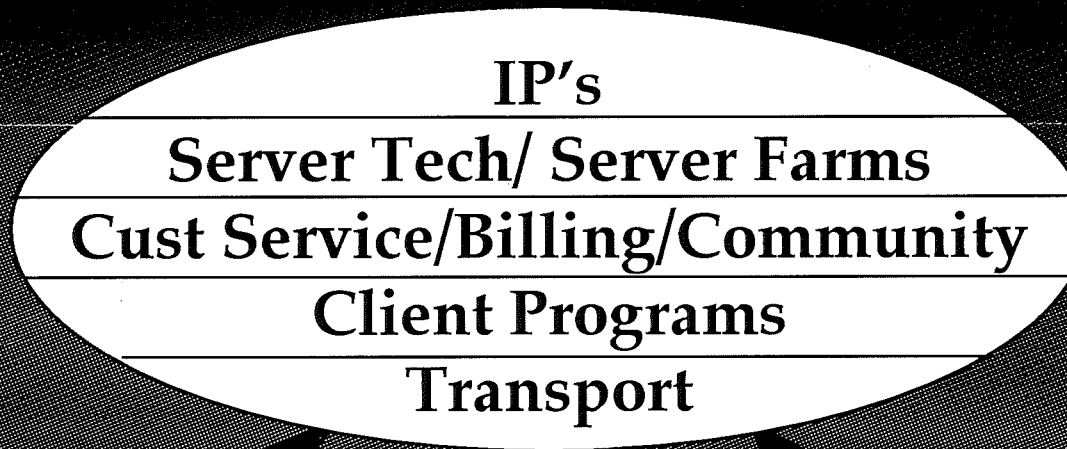 IP's
Server Tech/ Server Farms
Cust Service/Billing/Community
Client Programs
Transport